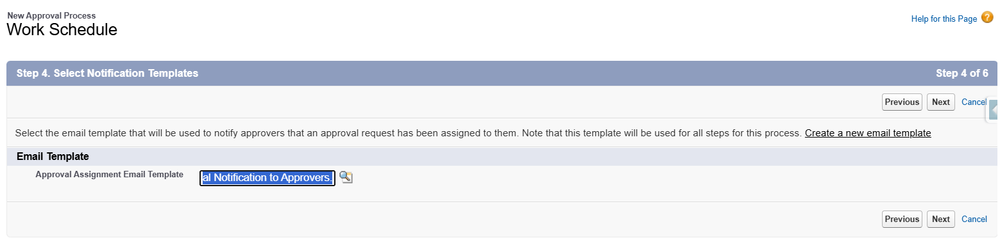 New Approval Process
Work Schedule
Help for this Page ?
Step 4. Select Notification Templates
Step 4 of 6
Previous Next Cancel
Select the email template that will be used to notify approvers that an approval request has been assigned to them. Note that this template will be used for all steps for this process. Create a new email template
Email Template
Approval Assignment Email Template al Notification to Approvers.
Previous Next Cancel